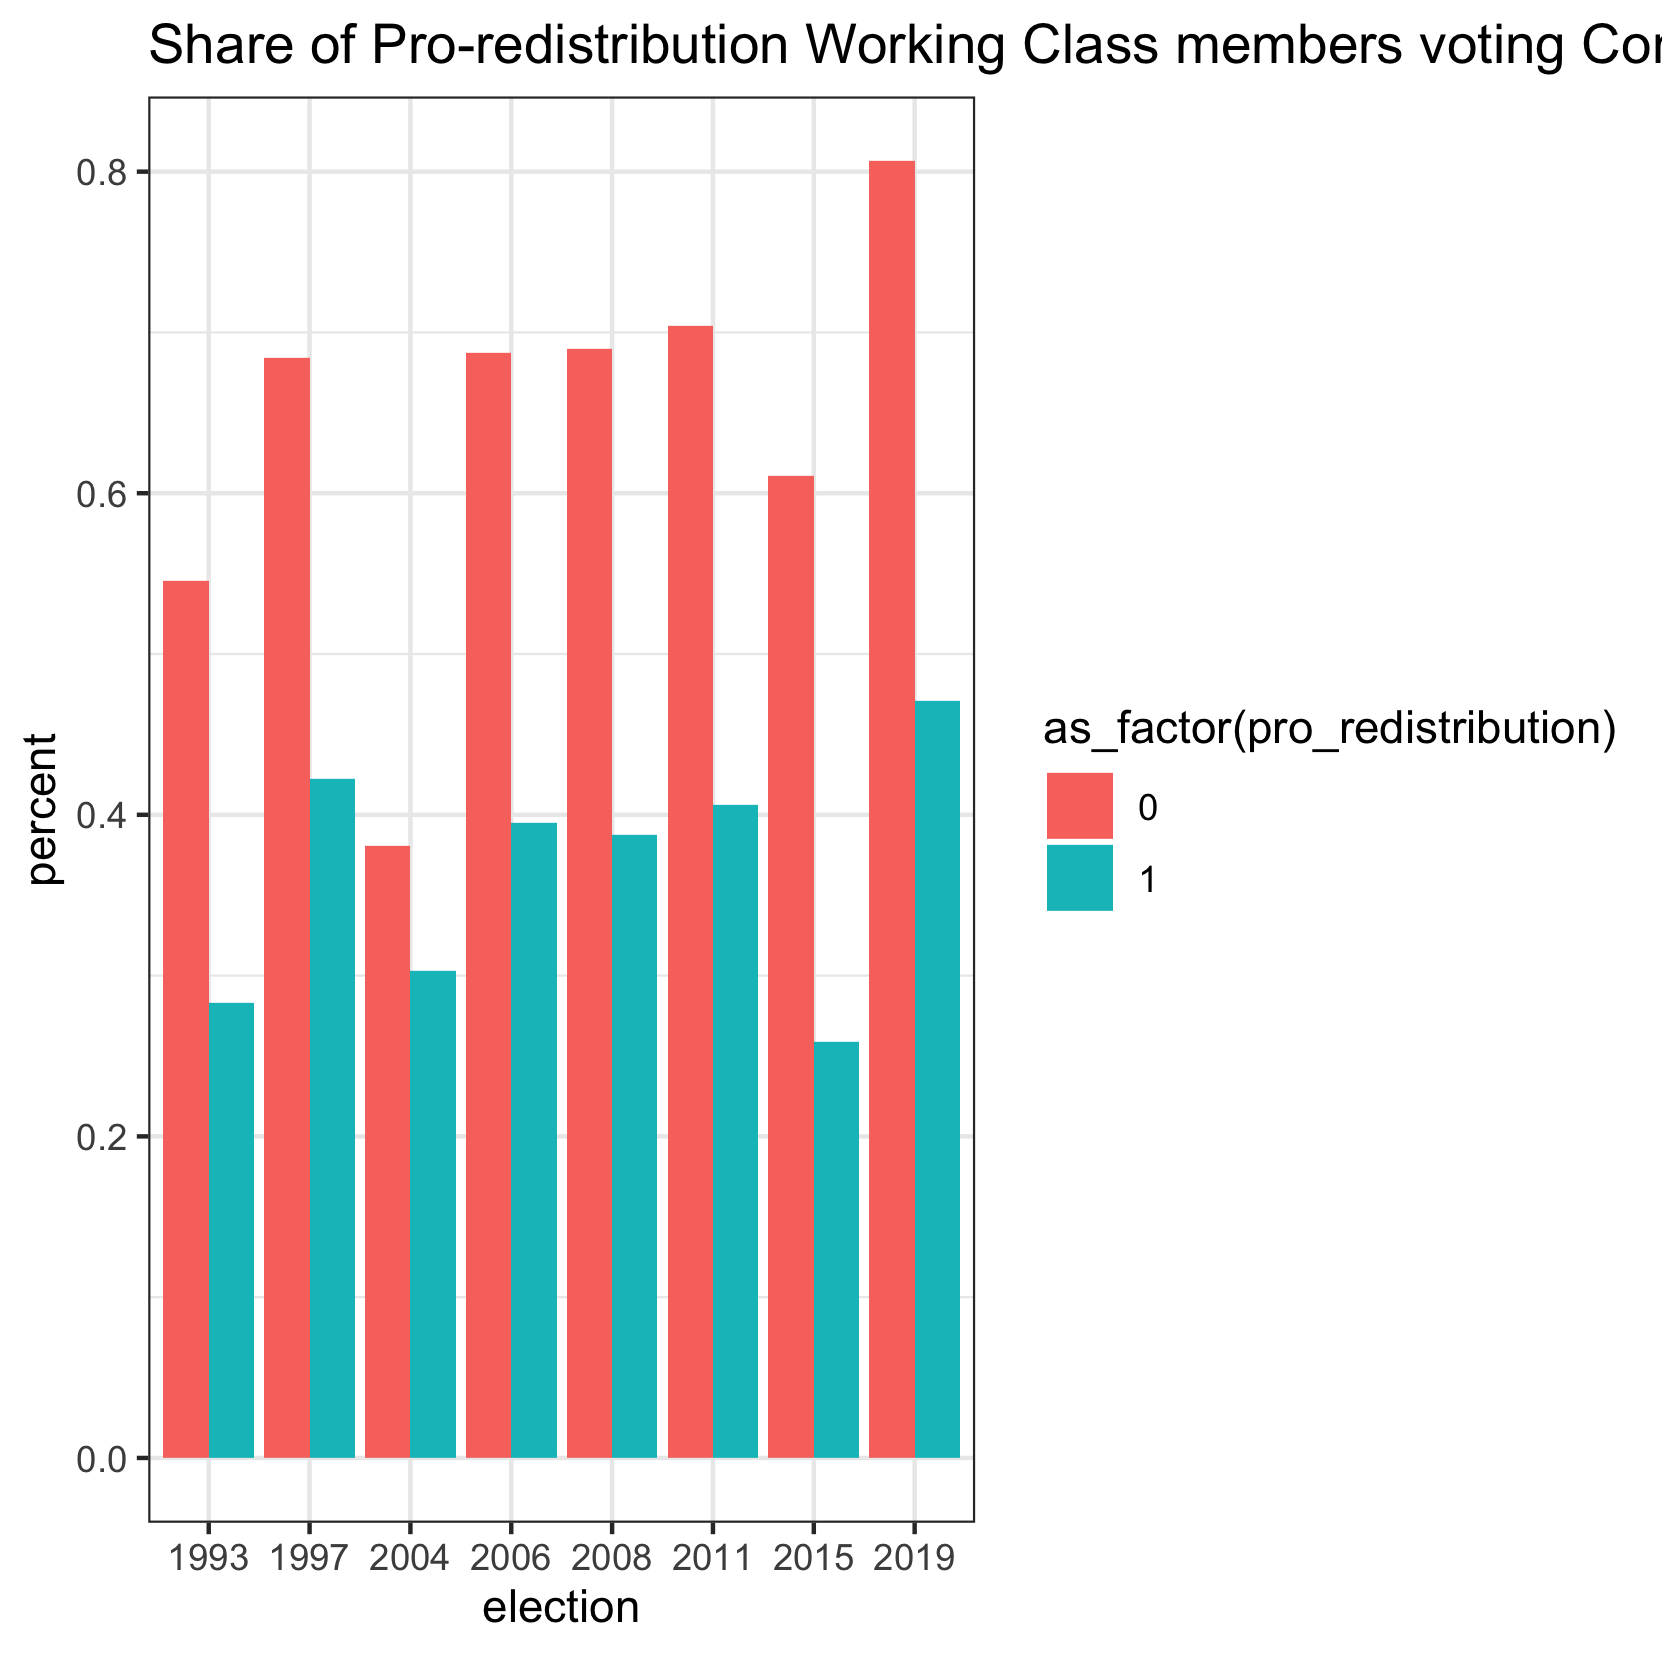 Share of Pro-redistribution Working Class members voting
percent
0.8
0.6
0.4
0.2
0.0
1993 1997 2004 2006 2008 2011 2015 2019
election
as_factor(pro_redistribution)
0
1